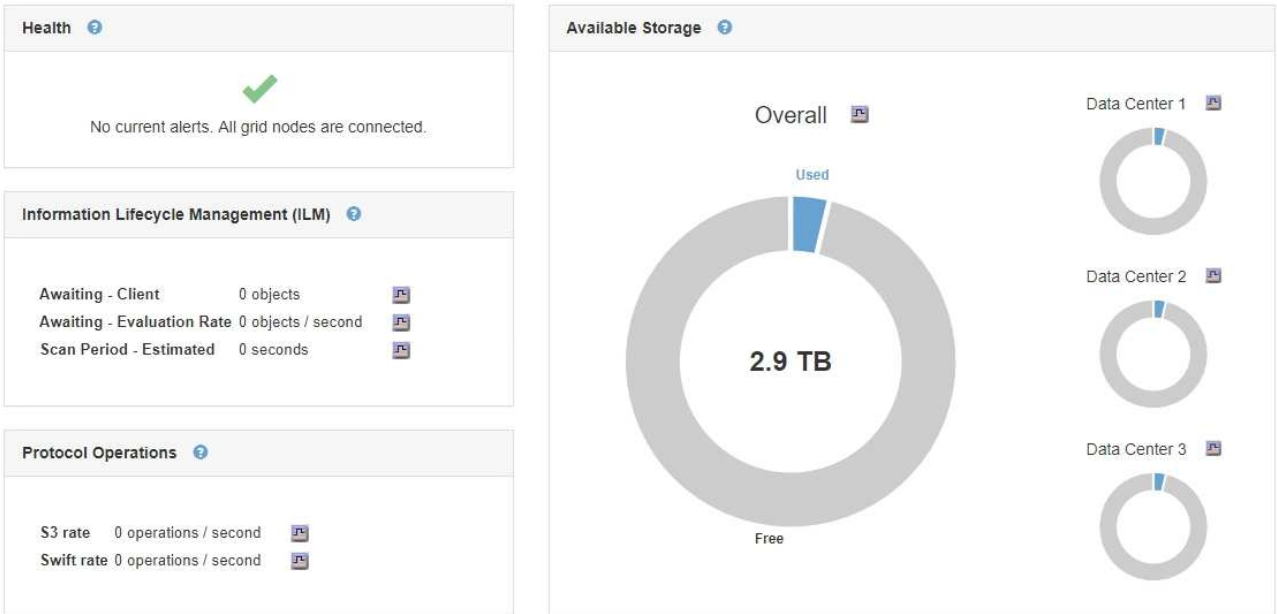 Health
No current alerts. All grid nodes are connected.
Information Lifecycle Management (ILM)
Awaiting - Client 0 objects
Awaiting - Evaluation Rate 0 objects / second
Scan Period - Estimated 0 seconds
Protocol Operations
S3 rate 0 operations / second
Swift rate 0 operations / second
Available Storage
Overall
Used
2.9 TB
Free
Data Center 1
Data Center 2
Data Center 3